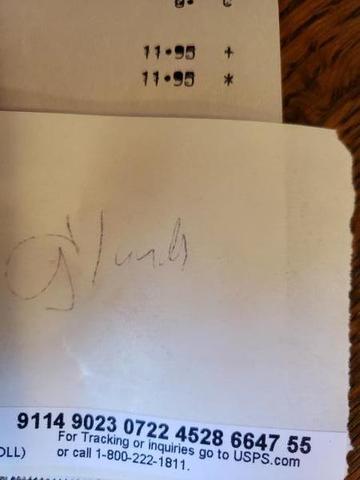 11.95 +
11.95 *
9114 9023 0722 4528 6647 55
For Tracking or inquiries go to USPS.com
OLL) or call 1-800-222-1811.